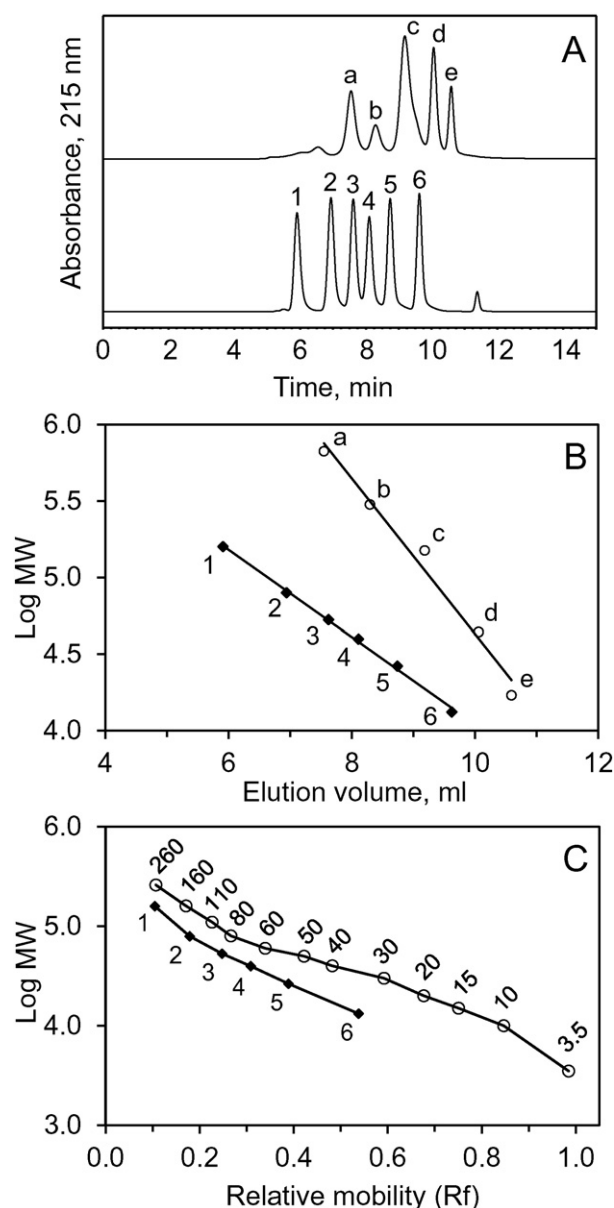 A
Absorbance, 215 nm
a
b
c
d
e
1
2
3
4
5
6
0 2 4 6 8 10 12 14
Time, min
B
Log MW
6.0
5.5
5.0
4.5
4.0
a
b
c
d
e
1
2
3
4
5
6
4 6 8 10 12
Elution volume, ml
C
Log MW
6.0
5.0
4.0
3.0
260
160
110
80
60
50
40
30
20
15
10
3.5
1
2
3
4
5
6
0.0 0.2 0.4 0.6 0.8 1.0
Relative mobility (Rf)